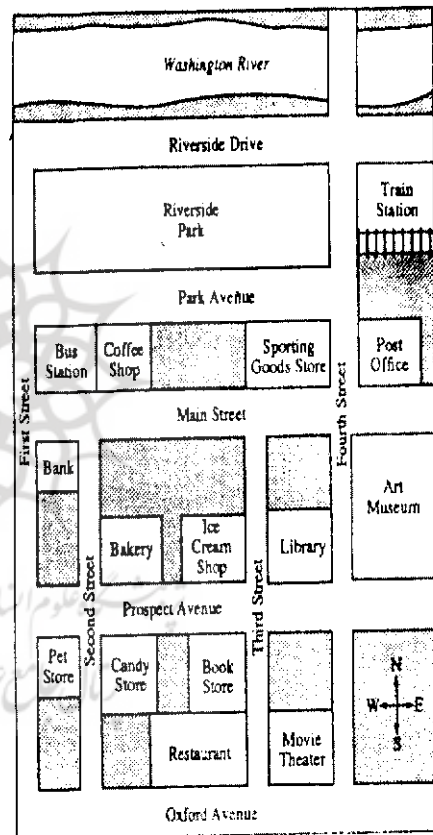 Washington River
Riverside Drive
Riverside
Park
Train
Station
Park Avenue
Bus
Station
Coffee
Shop
Sporting
Goods Store
Post
Office
First Street
Main Street
Fourth Street
Bank
Bakery
Ice
Cream
Shop
Library
Art
Museum
Second Street
Prospect Avenue
Third Street
Pet
Store
Candy
Store
Book
Store
Restaurant
Movie
Theater
N
W
E
S
Oxford Avenue